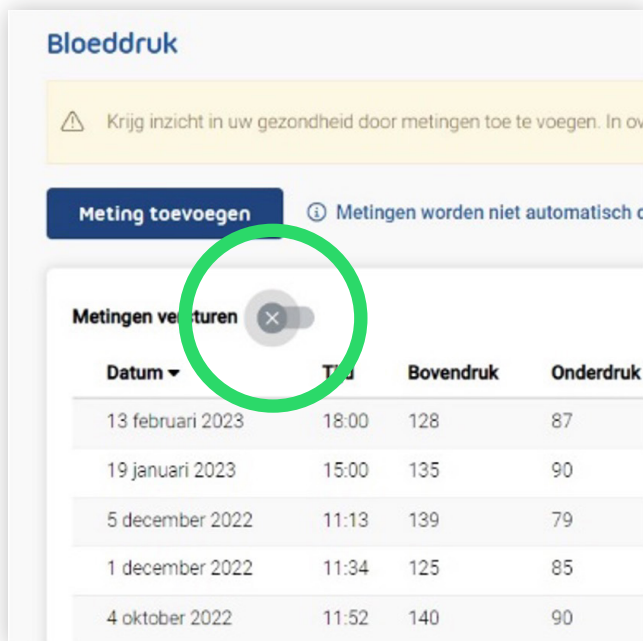 Bloeddruk
Krijg inzicht in uw gezondheid door metingen toe te voegen. In
Meting toevoegen
Metingen worden niet automatisch
Metingen versturen
Datum Tijd Bovendruk Onderdruk
13 februari 2023 18:00 128 87
19 januari 2023 15:00 135 90
5 december 2022 11:13 139 79
1 december 2022 11:34 125 85
4 oktober 2022 11:52 140 90